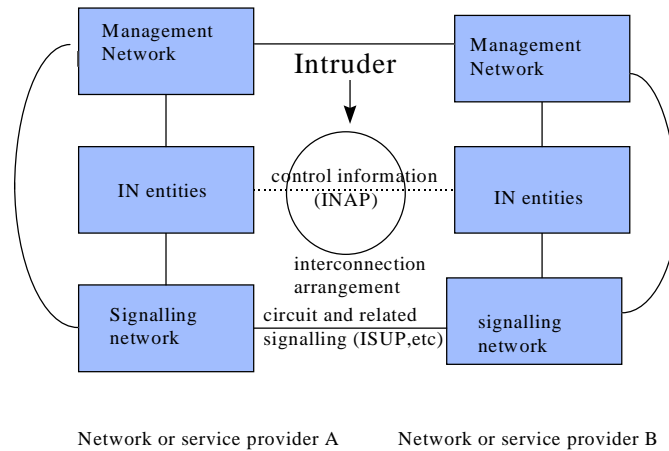 Management
Network
Management
Network
Intruder
control information
(INAP)
IN entities
IN entities
interconnection
arrangement
Signalling
network
circuit and related
signalling (ISUP,etc)
signalling
network
Network or service provider A
Network or service provider B